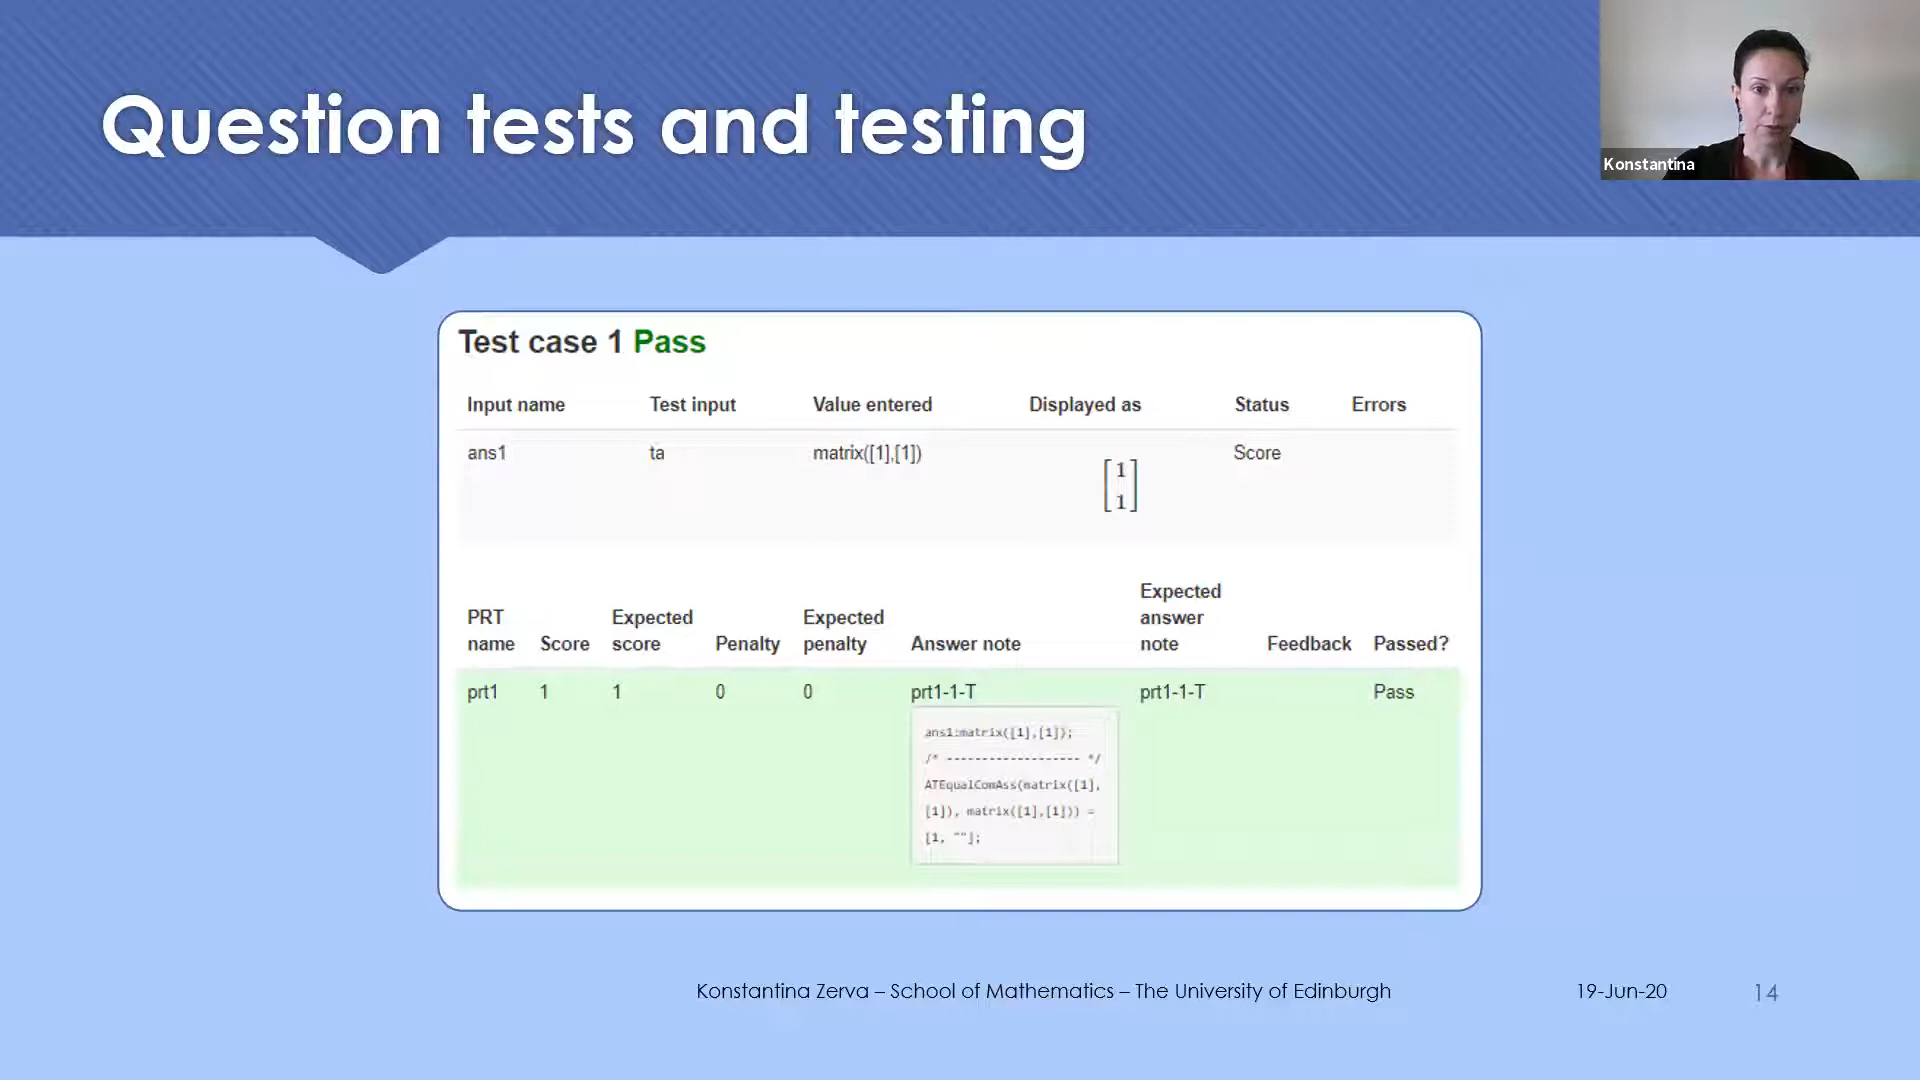 Question tests and testing
Konstantina
Test case 1 Pass
Input name Test input Value entered Displayed as Status Errors
ans1 ta matrix([1],[1]) [1 1] Score
PRT name Score Expected score Penalty Expected penalty Answer note Expected answer note Feedback Passed?
prt1 1 1 0 0 prt1-1-T prt1-1-T Pass
ans1:matrix([1],[1]);
/* ------------------- */
ATEqualComAss(matrix([1],
[1]), matrix([1],[1])) =
[1, ""];
Konstantina Zerva – School of Mathematics – The University of Edinburgh 19-Jun-20 14